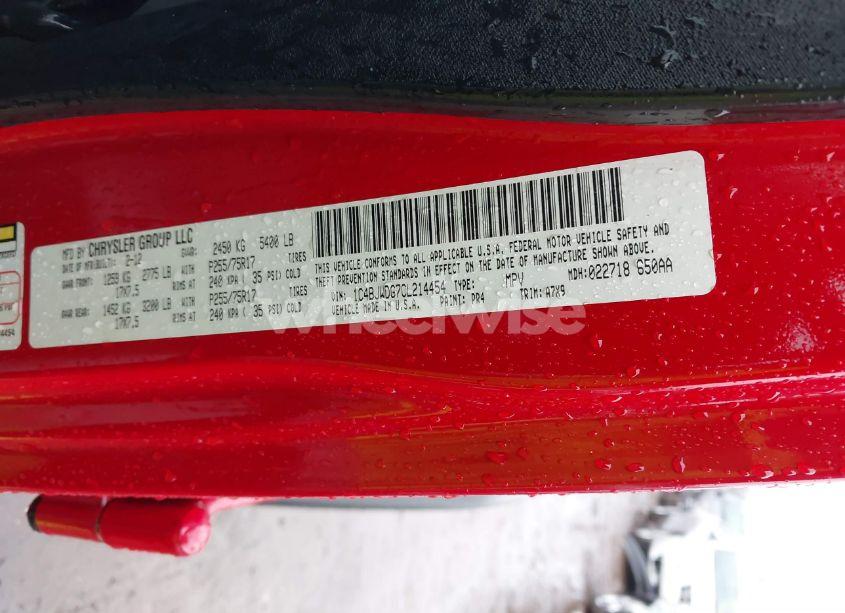 MFD BY CHRYSLER GROUP LLC
DATE OF MFR/BUILT: 2-12 GVWR: 2450 KG 5400 LB
GAWR FRONT: 1259 KG 2775 LB WITH P255/75R17 TIRES
17X7.5 RIMS AT 240 KPA ( 35 PSI) COLD
GAWR REAR: 1452 KG 3200 LB WITH P255/75R17 TIRES
17X7.5 RIMS AT 240 KPA ( 35 PSI) COLD
THIS VEHICLE CONFORMS TO ALL APPLICABLE U.S.A. FEDERAL MOTOR VEHICLE SAFETY AND
THEFT PREVENTION STANDARDS IN EFFECT ON THE DATE OF MANUFACTURE SHOWN ABOVE.
VIN: 1C4BJWDG7CL214454 TYPE: MPV MDH:022718 650AA
VEHICLE MADE IN U.S.A. PAINT: PR4 TRIM: A7X9
4454
wheelwise